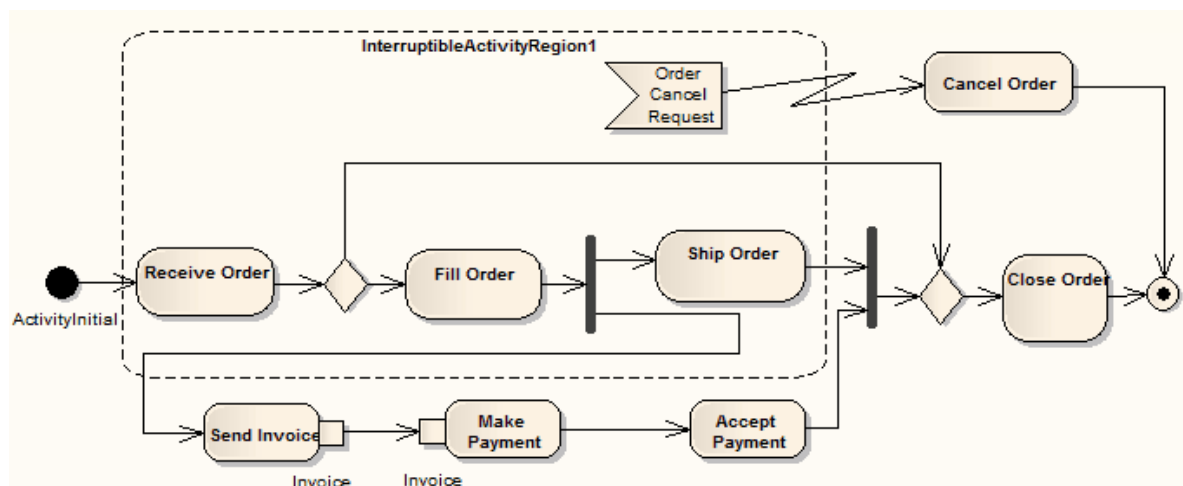 InterruptibleActivityRegion1
Order
Cancel
Request
Cancel Order
Receive Order
Fill Order
Ship Order
Close Order
ActivityInitial
Send Invoice
Make
Payment
Accept
Payment
Invoice
Invoice